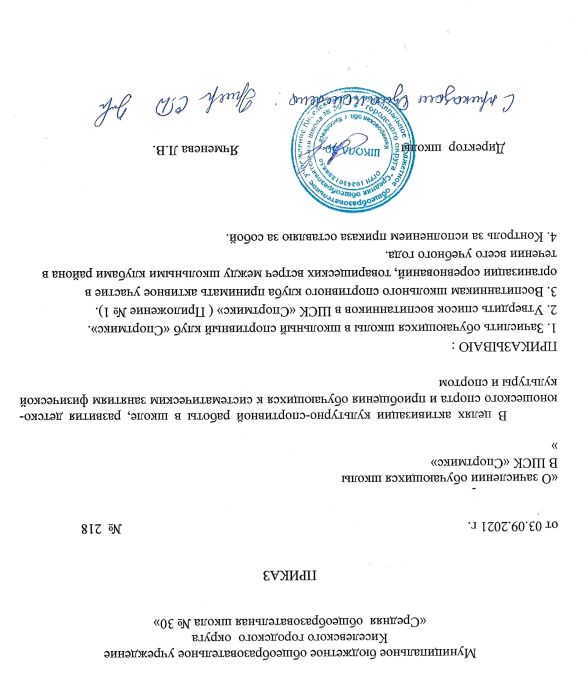 Муниципальное бюджетное общеобразовательное учреждение
Киселевского городского округа
«Средняя общеобразовательная школа № 30»
ПРИКАЗ
от 03.09.2021 г. № 218
«О зачислении обучающихся школы
В ШСК «Спортмикс»
»
В целях активизации культурно-спортивной работы в школе, развития детско-
юношеского спорта и приобщения обучающихся к систематическим занятиям физической
культуры и спортом
ПРИКАЗЫВАЮ :
1. Зачислить обучающихся школы в школьный спортивный клуб «Спортмикс».
2. Утвердить список воспитанников в ШСК «Спортмикс» ( Приложение № 1).
3. Воспитанникам школьного спортивного клуба принимать активное участие в
организации соревнований, товарищеских встреч между школьными клубами района в
течении всего учебного года.
4. Контроль за исполнением приказа оставляю за собой.
Директор школы Ячменева Л.В.
ШКОЛА
С приказом ознакомлена :